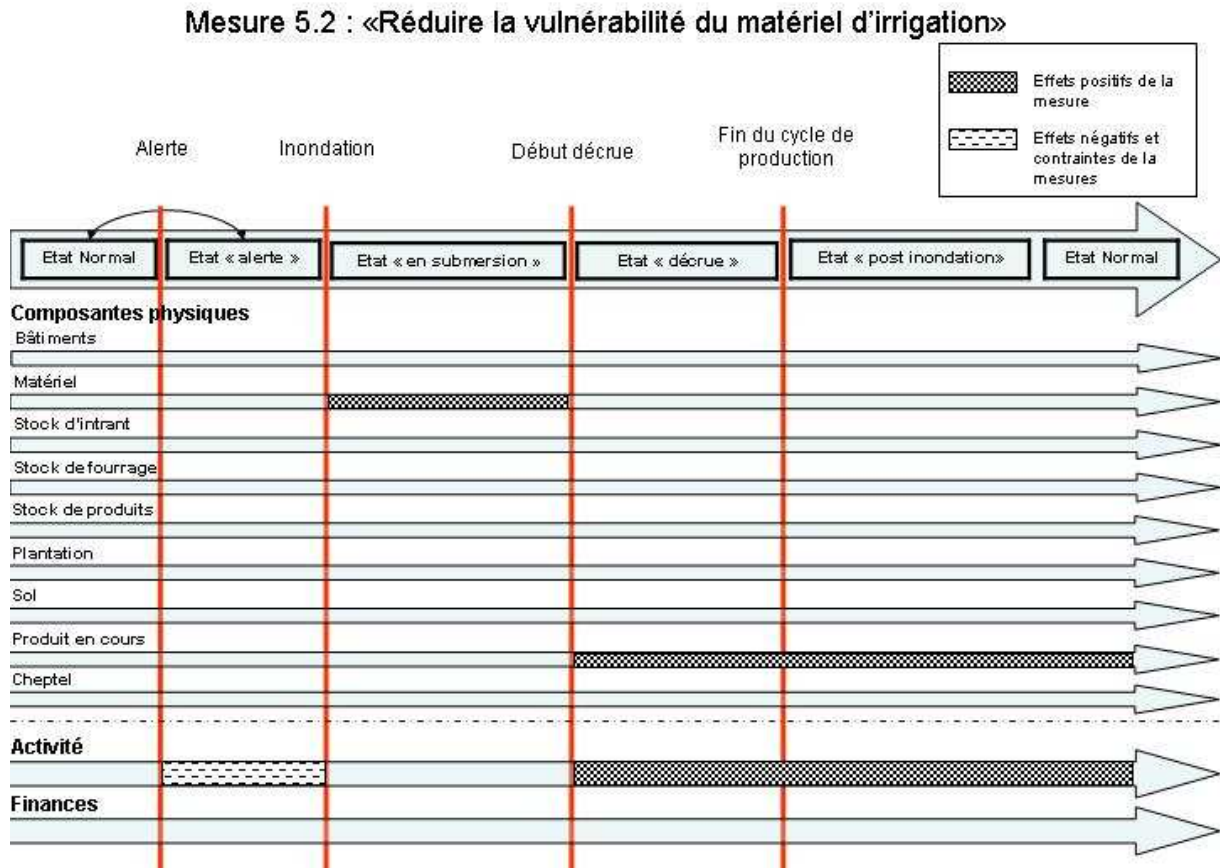 Mesure 5.2 : «Réduire la vulnérabilité du matériel d'irrigation»
Effets positifs de la
mesure
Effets négatifs et
contraintes de la
mesures
Alerte
Inondation
Début décrue
Fin du cycle de
production
Etat Normal
Etat « alerte »
Etat « en submersion »
Etat « décrue »
Etat « post inondation»
Etat Normal
Composantes physiques
Bâtiments
Matériel
Stock d'intrant
Stock de fourrage
Stock de produits
Plantation
Sol
Produit en cours
Cheptel
Activité
Finances